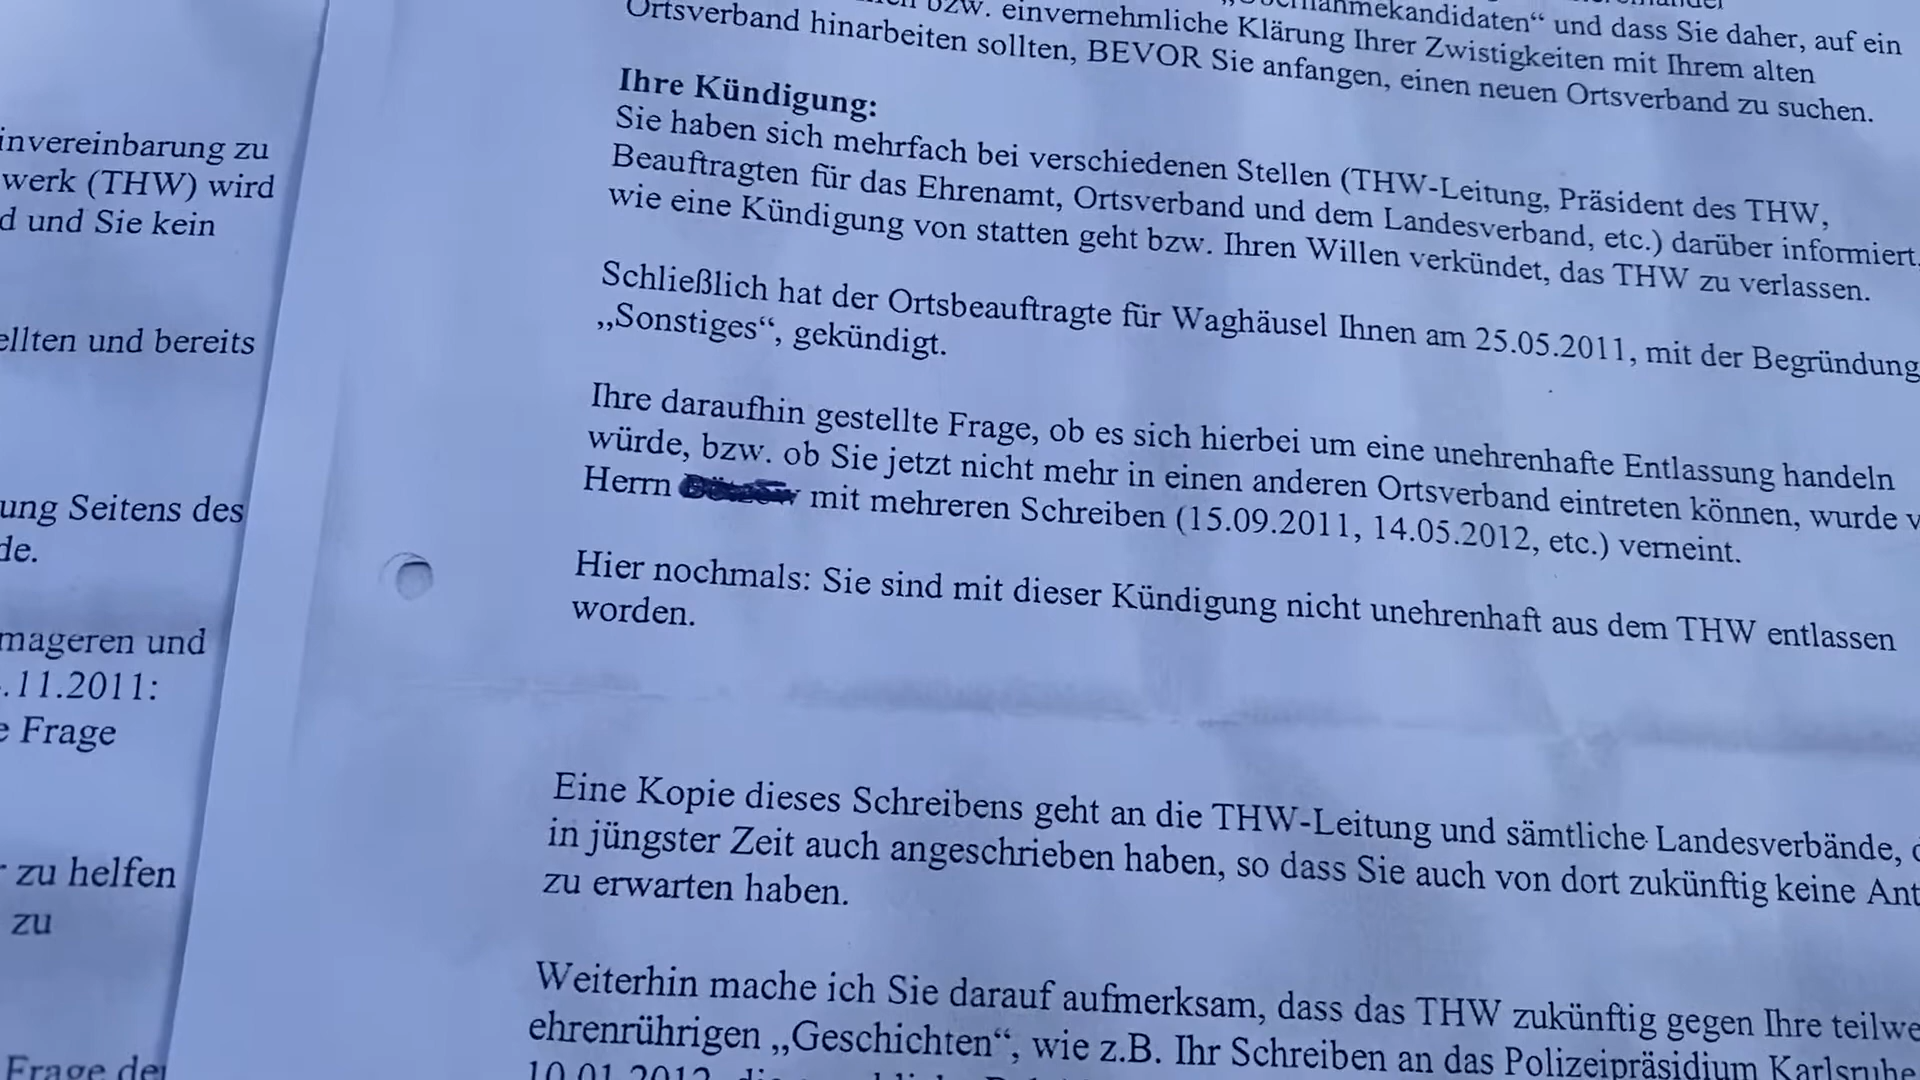 invereinbarung zu
werk (THW) wird
d und Sie kein
ellten und bereits
ung Seitens des
de.
mageren und
.11.2011:
e Frage
zu helfen
zu
Frage der
bzw. einvernehmliche Klärung Ihrer Zwistigkeiten mit Ihrem alten
„Übernahmekandidaten“ und dass Sie daher, auf ein
Ortsverband hinarbeiten sollten, BEVOR Sie anfangen, einen neuen Ortsverband zu suchen.
Ihre Kündigung:
Sie haben sich mehrfach bei verschiedenen Stellen (THW-Leitung, Präsident des THW,
Beauftragten für das Ehrenamt, Ortsverband und dem Landesverband, etc.) darüber informiert,
wie eine Kündigung von statten geht bzw. Ihren Willen verkündet, das THW zu verlassen.
Schließlich hat der Ortsbeauftragte für Waghäusel Ihnen am 25.05.2011, mit der Begründung
„Sonstiges“, gekündigt.
Ihre daraufhin gestellte Frage, ob es sich hierbei um eine unehrenhafte Entlassung handeln
würde, bzw. ob Sie jetzt nicht mehr in einen anderen Ortsverband eintreten können, wurde v
Herrn mit mehreren Schreiben (15.09.2011, 14.05.2012, etc.) verneint.
Hier nochmals: Sie sind mit dieser Kündigung nicht unehrenhaft aus dem THW entlassen
worden.
Eine Kopie dieses Schreibens geht an die THW-Leitung und sämtliche Landesverbände, d
in jüngster Zeit auch angeschrieben haben, so dass Sie auch von dort zukünftig keine Ant
zu erwarten haben.
Weiterhin mache ich Sie darauf aufmerksam, dass das THW zukünftig gegen Ihre teilwe
ehrenrührigen „Geschichten“, wie z.B. Ihr Schreiben an das Polizeipräsidium Karlsruhe
10.01.2012